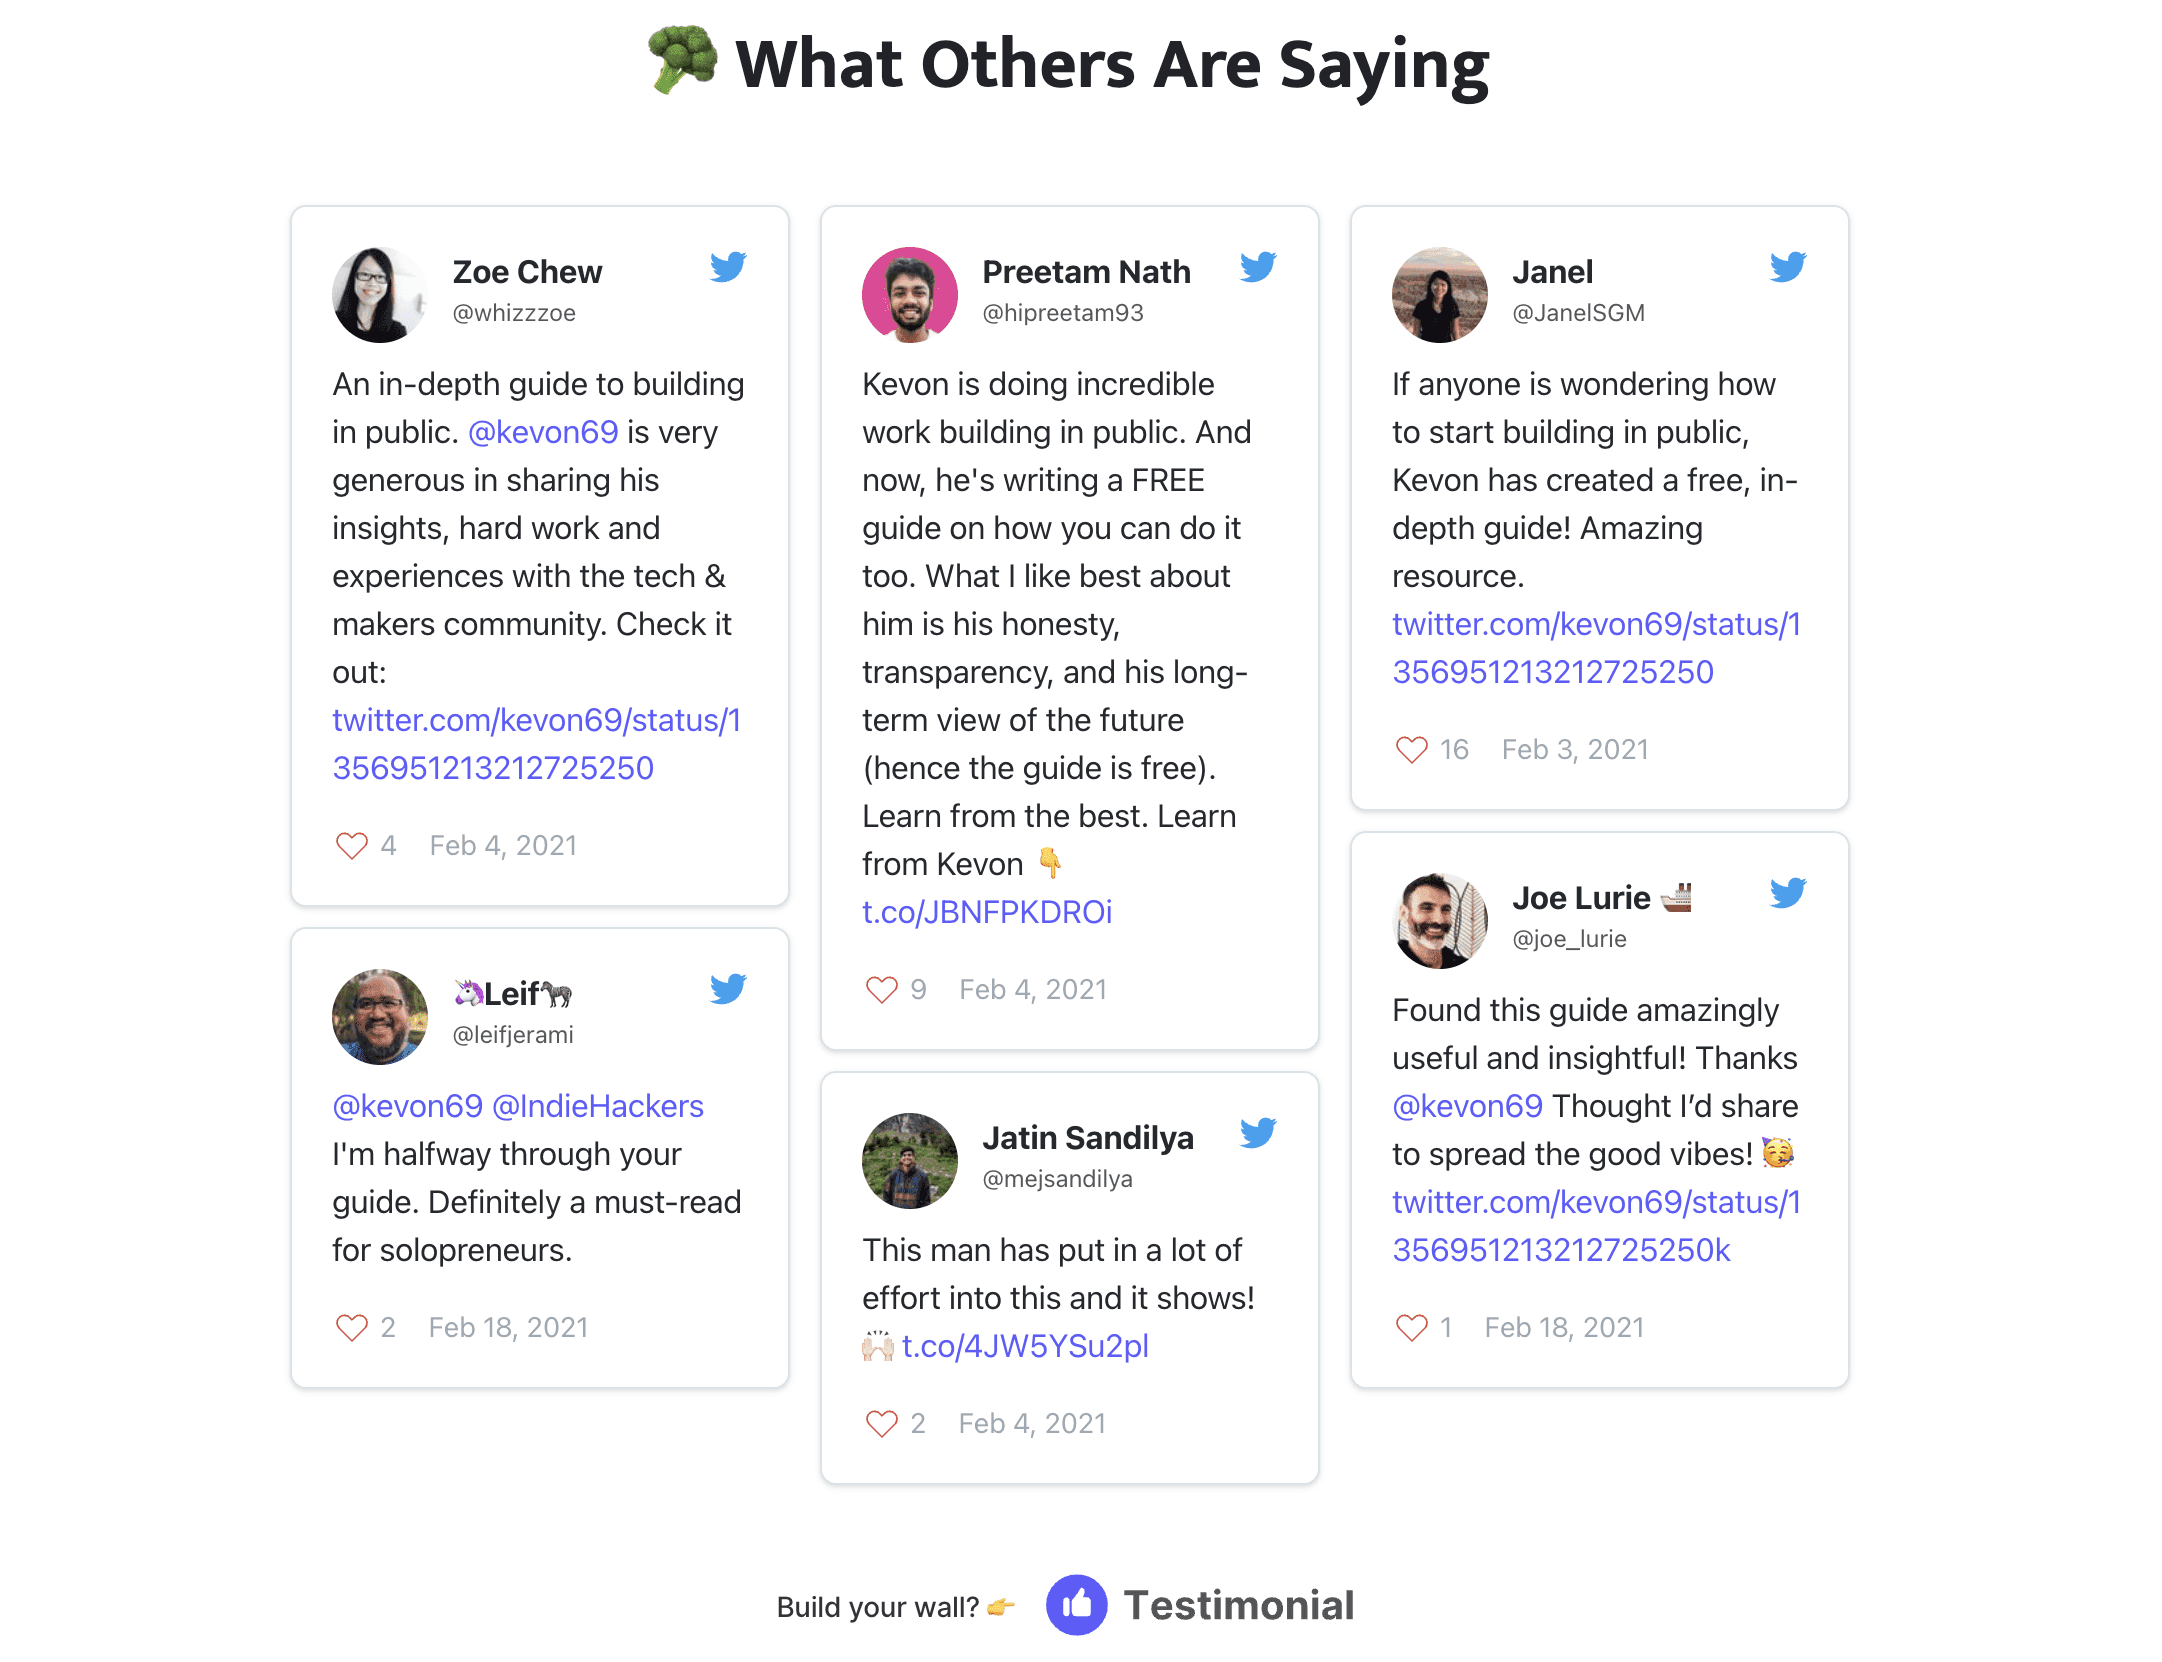 🥦 What Others Are Saying
Zoe Chew
@whizzzoe
An in-depth guide to building
in public. @kevon69 is very
generous in sharing his
insights, hard work and
experiences with the tech &
makers community. Check it
out:
twitter.com/kevon69/status/1
356951213212725250
4 Feb 4, 2021
🦄Leif🦓
@leifjerami
@kevon69 @IndieHackers
I'm halfway through your
guide. Definitely a must-read
for solopreneurs.
2 Feb 18, 2021
Preetam Nath
@hipreetam93
Kevon is doing incredible
work building in public. And
now, he's writing a FREE
guide on how you can do it
too. What I like best about
him is his honesty,
transparency, and his long-
term view of the future
(hence the guide is free).
Learn from the best. Learn
from Kevon 👇
t.co/JBNFPKDROi
9 Feb 4, 2021
Jatin Sandilya
@mejsandilya
This man has put in a lot of
effort into this and it shows!
🙌🏻 t.co/4JW5YSu2pl
2 Feb 4, 2021
Janel
@JanelSGM
If anyone is wondering how
to start building in public,
Kevon has created a free, in-
depth guide! Amazing
resource.
twitter.com/kevon69/status/1
356951213212725250
16 Feb 3, 2021
Joe Lurie 🚢
@joe_lurie
Found this guide amazingly
useful and insightful! Thanks
@kevon69 Thought I’d share
to spread the good vibes! 🥳
twitter.com/kevon69/status/1
356951213212725250k
1 Feb 18, 2021
Build your wall? 👉 Testimonial